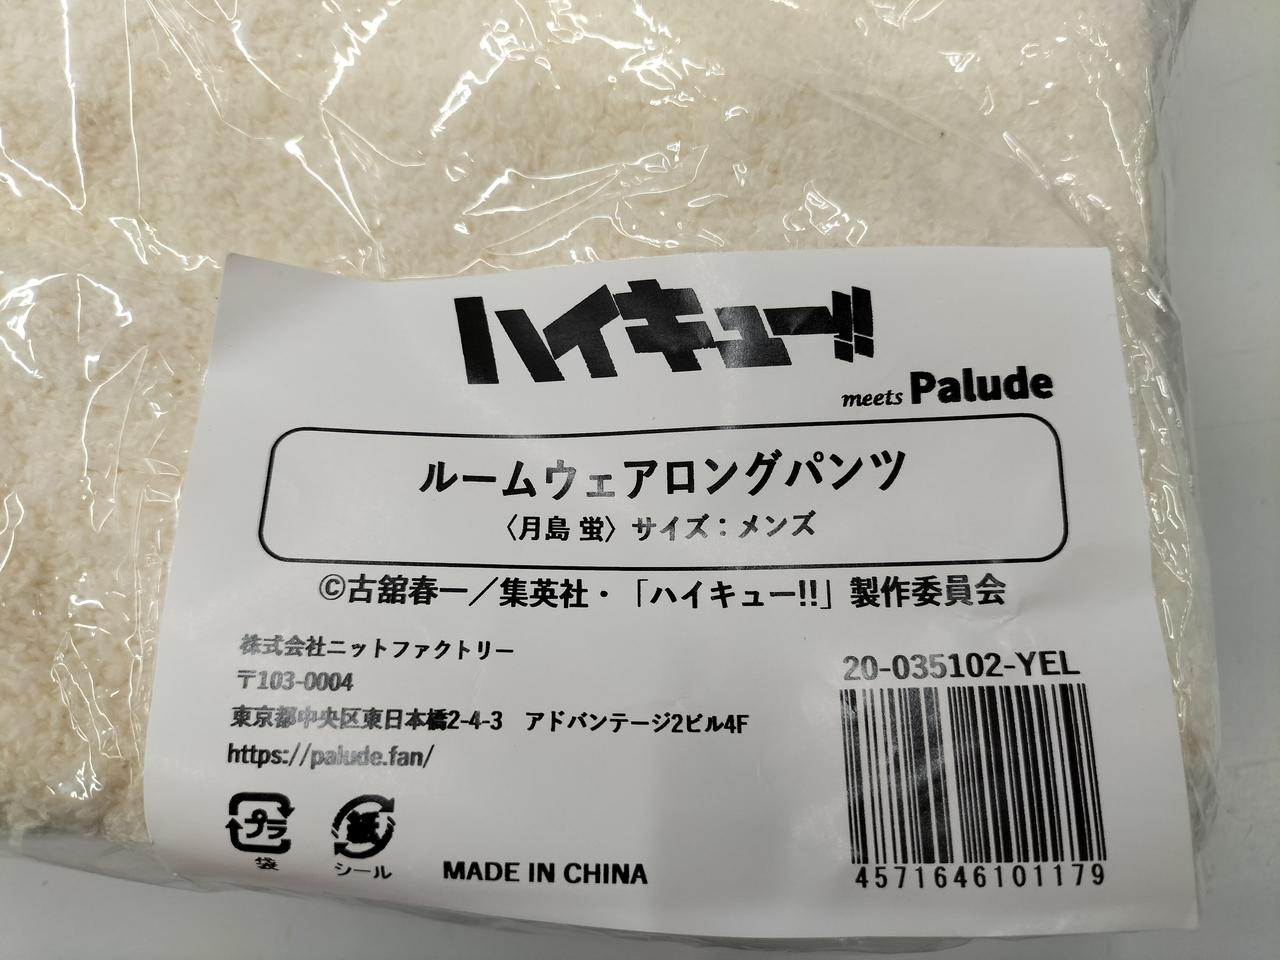 ハイキュー!!
meets Palude
ルームウェアロングパンツ
〈月島 蛍〉サイズ：メンズ
©古舘春一／集英社・「ハイキュー!!」製作委員会
株式会社ニットファクトリー
〒103-0004
東京都中央区東日本橋2-4-3　アドバンテージ2ビル4F
https://palude.fan/
プラ
袋
紙
シール
MADE IN CHINA
20-035102-YEL
4571646101179